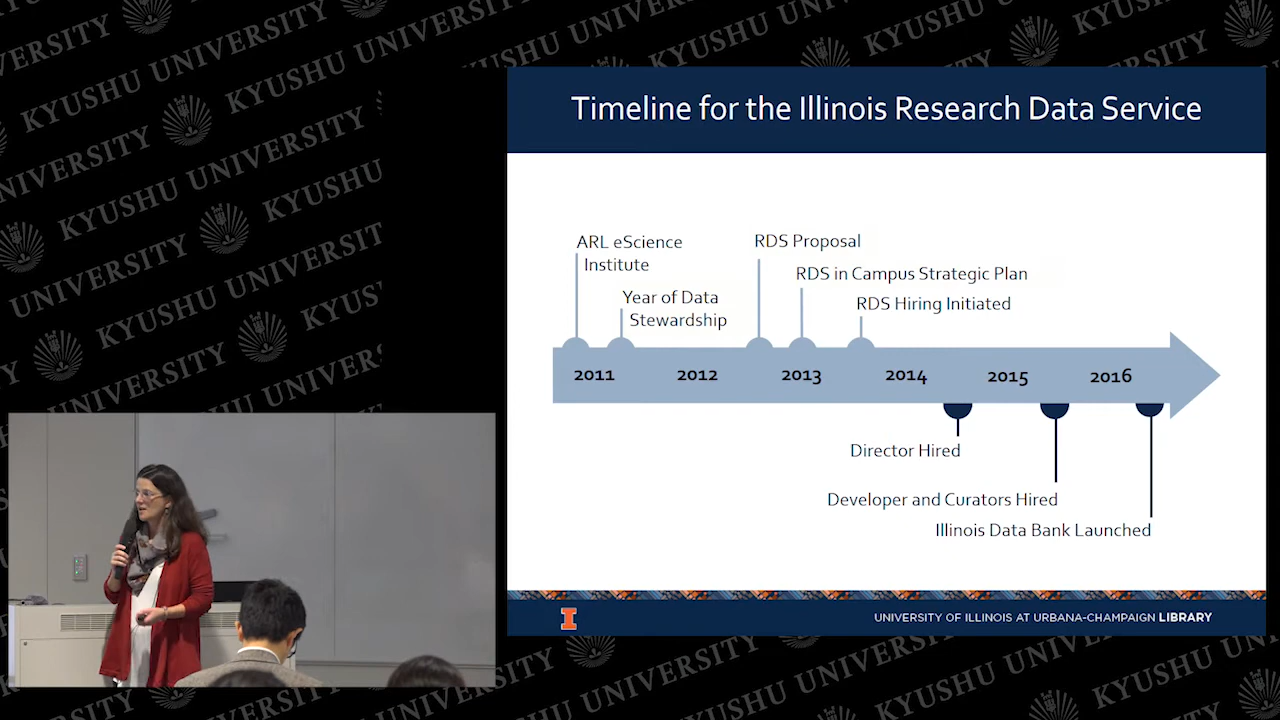 Timeline for the Illinois Research Data Service
ARL eScience
Institute
Year of Data
Stewardship
RDS Proposal
RDS in Campus Strategic Plan
RDS Hiring Initiated
2011 2012 2013 2014 2015 2016
Director Hired
Developer and Curators Hired
Illinois Data Bank Launched
I
UNIVERSITY OF ILLINOIS AT URBANA-CHAMPAIGN LIBRARY
KYUSHU UNIVERSITY